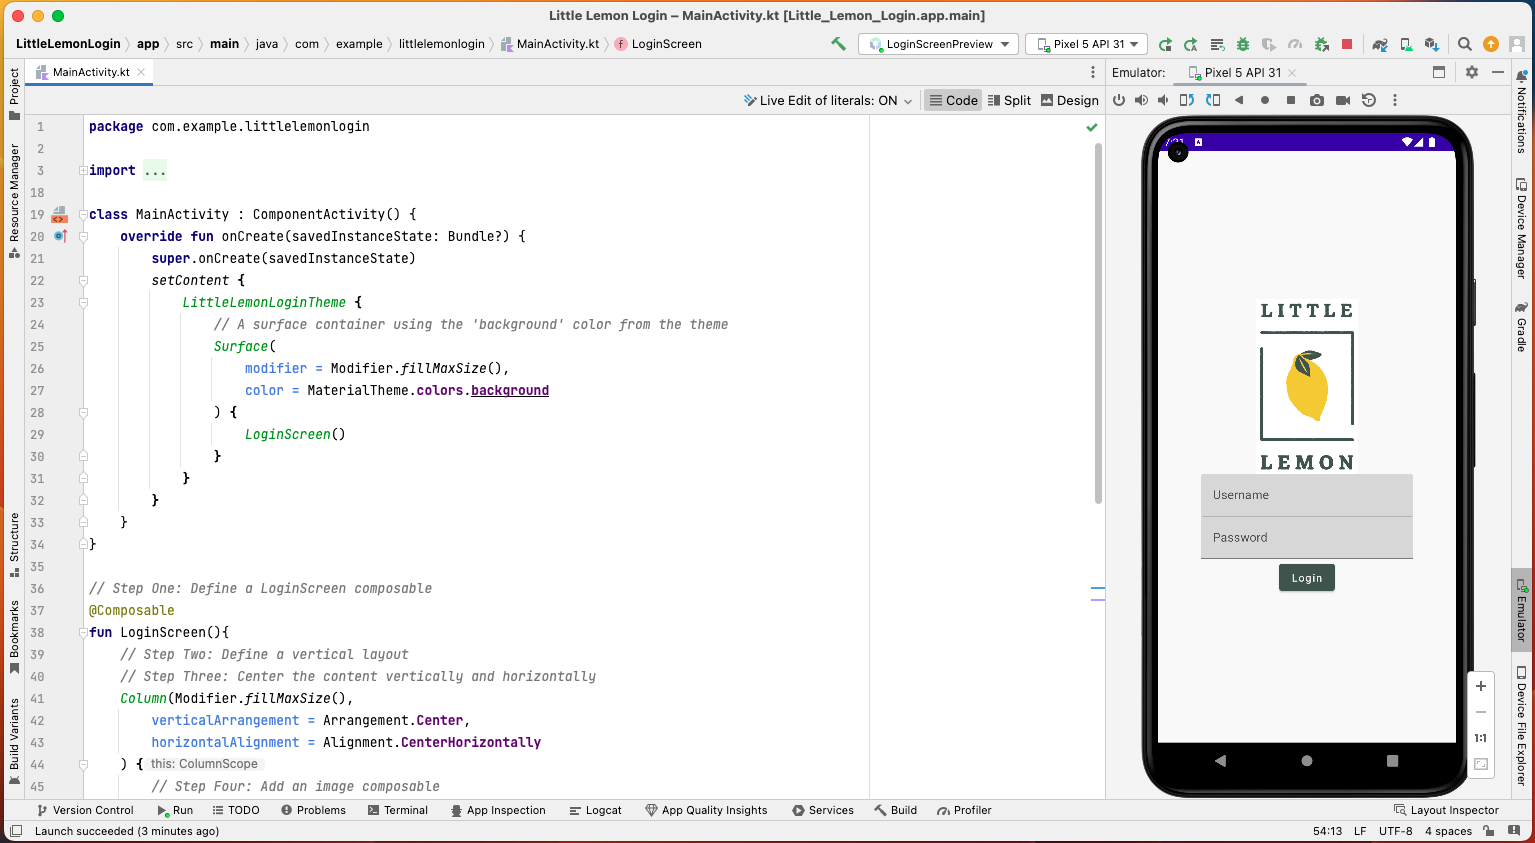 Little Lemon Login – MainActivity.kt [Little_Lemon_Login.app.main]
LittleLemonLogin app src main java com example littlelemonlogin MainActivity.kt LoginScreen
LoginScreenPreview Pixel 5 API 31
MainActivity.kt
Emulator: Pixel 5 API 31
Live Edit of literals: ON Code Split Design
1 package com.example.littlelemonlogin
2
3 import ...
18
19 class MainActivity : ComponentActivity() {
20 override fun onCreate(savedInstanceState: Bundle?) {
21 super.onCreate(savedInstanceState)
22 setContent {
23 LittleLemonLoginTheme {
24 // A surface container using the 'background' color from the theme
25 Surface(
26 modifier = Modifier.fillMaxSize(),
27 color = MaterialTheme.colors.background
28 ) {
29 LoginScreen()
30 }
31 }
32 }
33 }
34 }
35
36 // Step One: Define a LoginScreen composable
37 @Composable
38 fun LoginScreen(){
39 // Step Two: Define a vertical layout
40 // Step Three: Center the content vertically and horizontally
41 Column(Modifier.fillMaxSize(),
42 verticalArrangement = Arrangement.Center,
43 horizontalAlignment = Alignment.CenterHorizontally
44 ) { this: ColumnScope
45 // Step Four: Add an image composable
Project
Resource Manager
Structure
Bookmarks
Build Variants
LITTLE
LEMON
Username
Password
Login
1:1
Notifications
Device Manager
Gradle
Emulator
Device File Explorer
Version Control Run TODO Problems Terminal App Inspection Logcat App Quality Insights Services Build Profiler Layout Inspector
Launch succeeded (3 minutes ago) 54:13 LF UTF-8 4 spaces